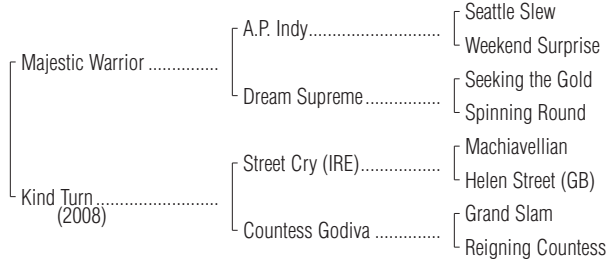 Seattle Slew
A.P. Indy............................
Weekend Surprise
Majestic Warrior ...............
Seeking the Gold
Dream Supreme................
Spinning Round
Machiavellian
Street Cry (IRE).................
Helen Street (GB)
Kind Turn..........................
(2008)
Grand Slam
Countess Godiva ..............
Reigning Countess